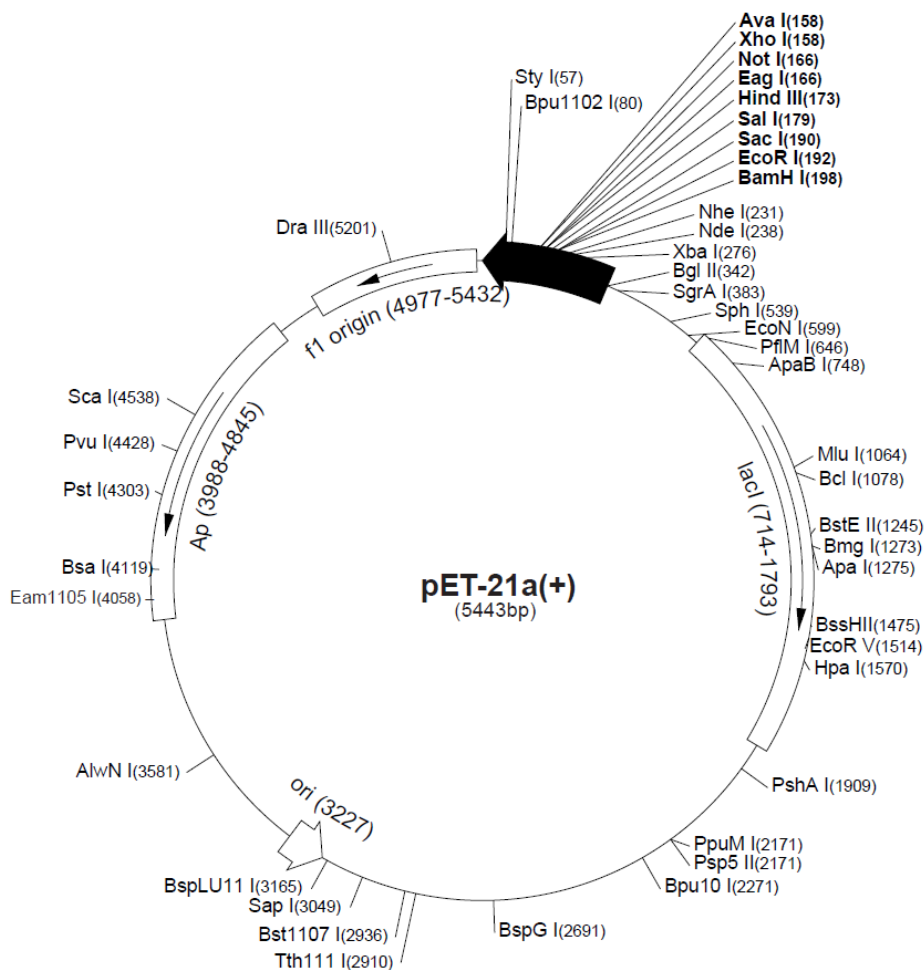 Ava I(158)
Xho I(158)
Not I(166)
Eag I(166)
Hind III(173)
Sal I(179)
Sac I(190)
EcoR I(192)
BamH I(198)
Sty I(57)
Bpu1102 I(80)
Nhe I(231)
Nde I(238)
Xba I(276)
Bgl II(342)
SgrA I(383)
Sph I(539)
EcoN I(599)
PflM I(646)
ApaB I(748)
Dra III(5201)
f1 origin (4977-5432)
Sca I(4538)
Pvu I(4428)
Pst I(4303)
Ap (3988-4845)
Bsa I(4119)
Eam1105 I(4058)
pET-21a(+)
(5443bp)
lacI (714-1793)
Mlu I(1064)
Bcl I(1078)
BstE II(1245)
Bmg I(1273)
Apa I(1275)
BssHII(1475)
EcoR V(1514)
Hpa I(1570)
AlwN I(3581)
ori (3227)
PshA I(1909)
PpuM I(2171)
Psp5 II(2171)
Bpu10 I(2271)
BspLU11 I(3165)
Sap I(3049)
Bst1107 I(2936)
Tth111 I(2910)
BspG I(2691)